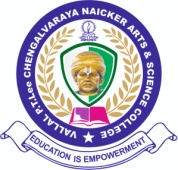 VALLAL P.T.Lee CHENGALVARAYA NAICKER ARTS & SCIENCE COLLEGE
EDUCATION IS EMPOWERMENT